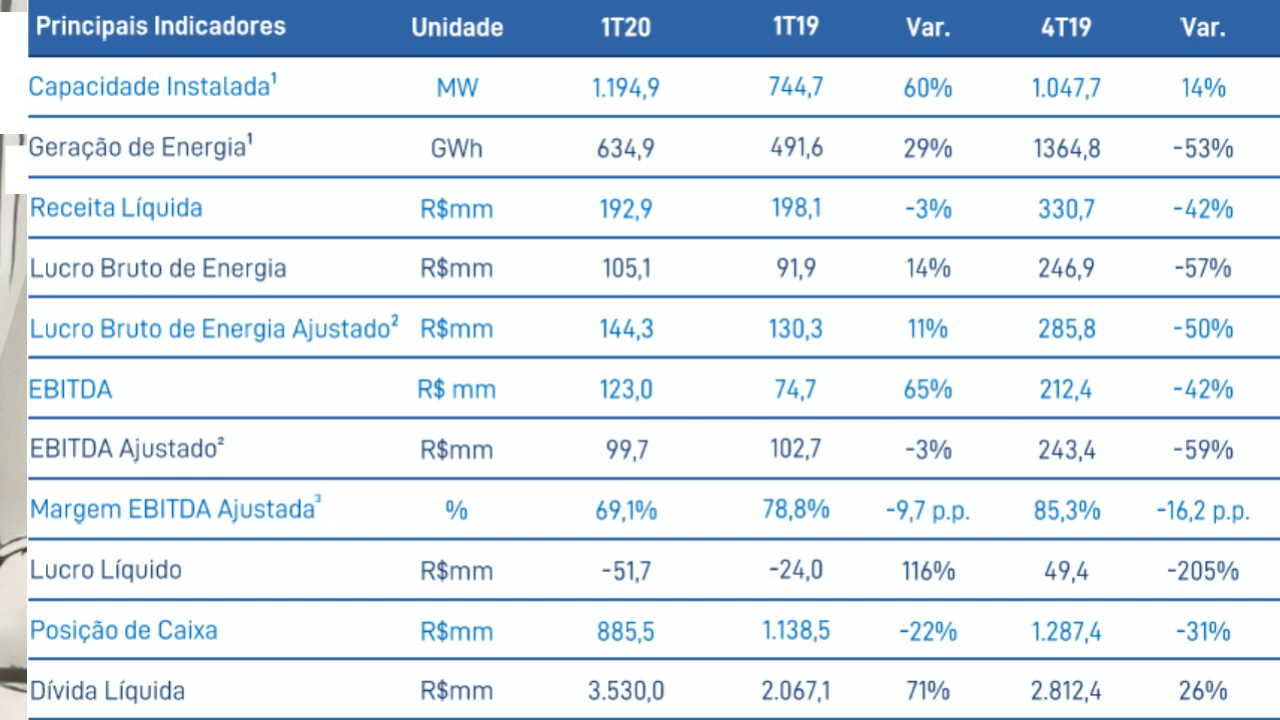 Principais Indicadores Unidade 1T20 1T19 Var. 4T19 Var.
Capacidade Instalada¹ MW 1.194,9 744,7 60% 1.047,7 14%
Geração de Energia¹ GWh 634,9 491,6 29% 1364,8 -53%
Receita Líquida R$mm 192,9 198,1 -3% 330,7 -42%
Lucro Bruto de Energia R$mm 105,1 91,9 14% 246,9 -57%
Lucro Bruto de Energia Ajustado² R$mm 144,3 130,3 11% 285,8 -50%
EBITDA R$ mm 123,0 74,7 65% 212,4 -42%
EBITDA Ajustado² R$mm 99,7 102,7 -3% 243,4 -59%
Margem EBITDA Ajustada³ % 69,1% 78,8% -9,7 p.p. 85,3% -16,2 p.p.
Lucro Líquido R$mm -51,7 -24,0 116% 49,4 -205%
Posição de Caixa R$mm 885,5 1.138,5 -22% 1.287,4 -31%
Dívida Líquida R$mm 3.530,0 2.067,1 71% 2.812,4 26%